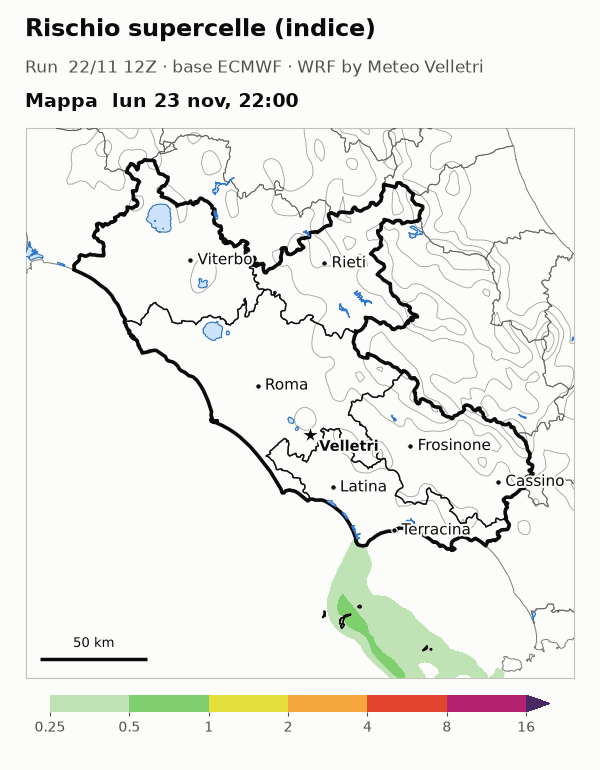 Rischio supercelle (indice)
Run  22/11 12Z · base ECMWF · WRF by Meteo Velletri
Mappa  lun 23 nov, 22:00
Viterbo
Rieti
Roma
Velletri
Frosinone
Latina
Cassino
Terracina
50 km
0.25 0.5 1 2 4 8 16